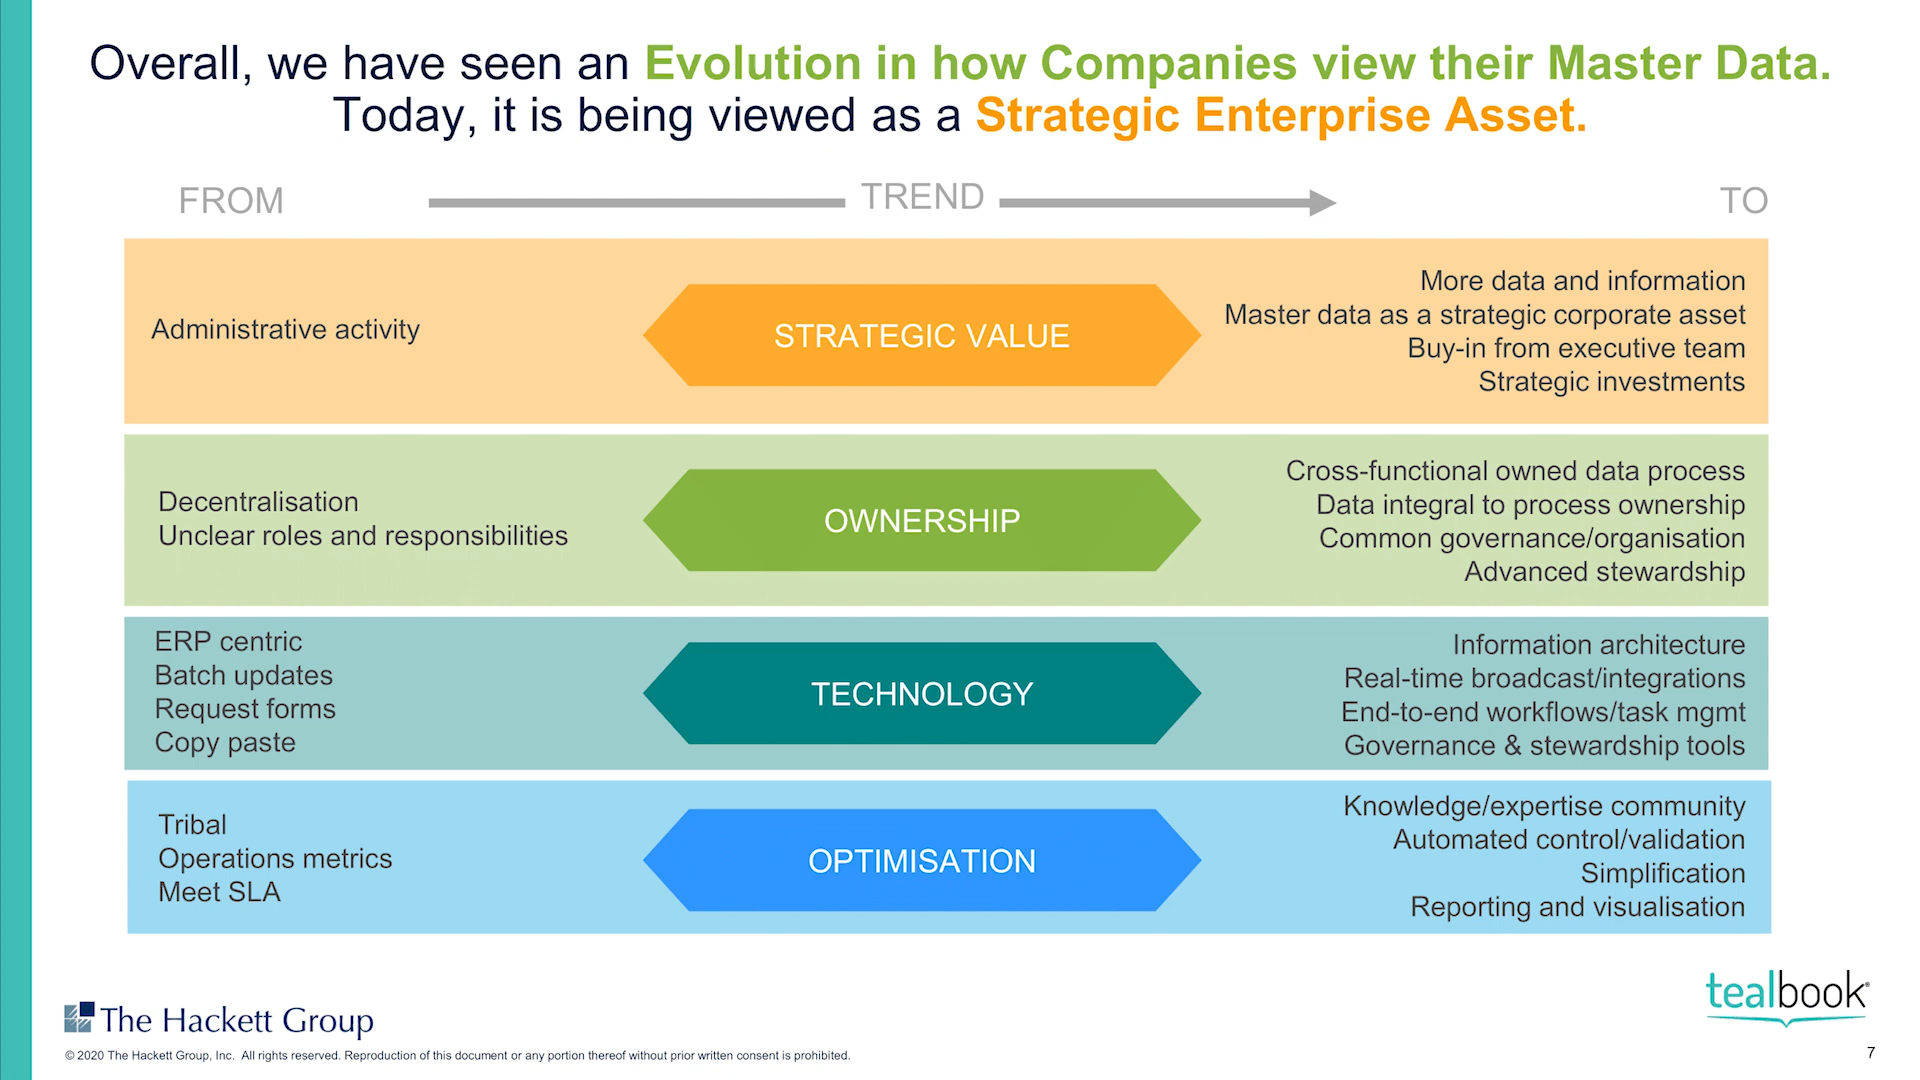 Overall, we have seen an Evolution in how Companies view their Master Data.
Today, it is being viewed as a Strategic Enterprise Asset.
FROM
TREND
TO
Administrative activity
STRATEGIC VALUE
More data and information
Master data as a strategic corporate asset
Buy-in from executive team
Strategic investments
Decentralisation
Unclear roles and responsibilities
OWNERSHIP
Cross-functional owned data process
Data integral to process ownership
Common governance/organisation
Advanced stewardship
ERP centric
Batch updates
Request forms
Copy paste
TECHNOLOGY
Information architecture
Real-time broadcast/integrations
End-to-end workflows/task mgmt
Governance & stewardship tools
Tribal
Operations metrics
Meet SLA
OPTIMISATION
Knowledge/expertise community
Automated control/validation
Simplification
Reporting and visualisation
The Hackett Group
tealbook
© 2020 The Hackett Group, Inc. All rights reserved. Reproduction of this document or any portion thereof without prior written consent is prohibited.
7